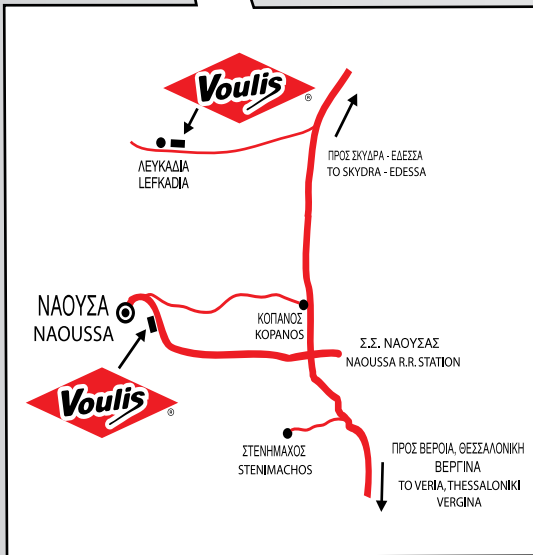 Voulis
®
ΛΕΥΚΑΔΙΑ
LEFKADIA
ΠΡΟΣ ΣΚΥΔΡΑ - ΕΔΕΣΣΑ
TO SKYDRA - EDESSA
ΝΑΟΥΣΑ
NAOUSSA
ΚΟΠΑΝΟΣ
KOPANOS
Σ.Σ. ΝΑΟΥΣΑΣ
NAOUSSA R.R. STATION
Voulis
®
ΣΤΕΝΗΜΑΧΟΣ
STENIMACHOS
ΠΡΟΣ ΒΕΡΟΙΑ, ΘΕΣΣΑΛΟΝΙΚΗ
ΒΕΡΓΙΝΑ
TO VERIA, THESSALONIKI
VERGINA